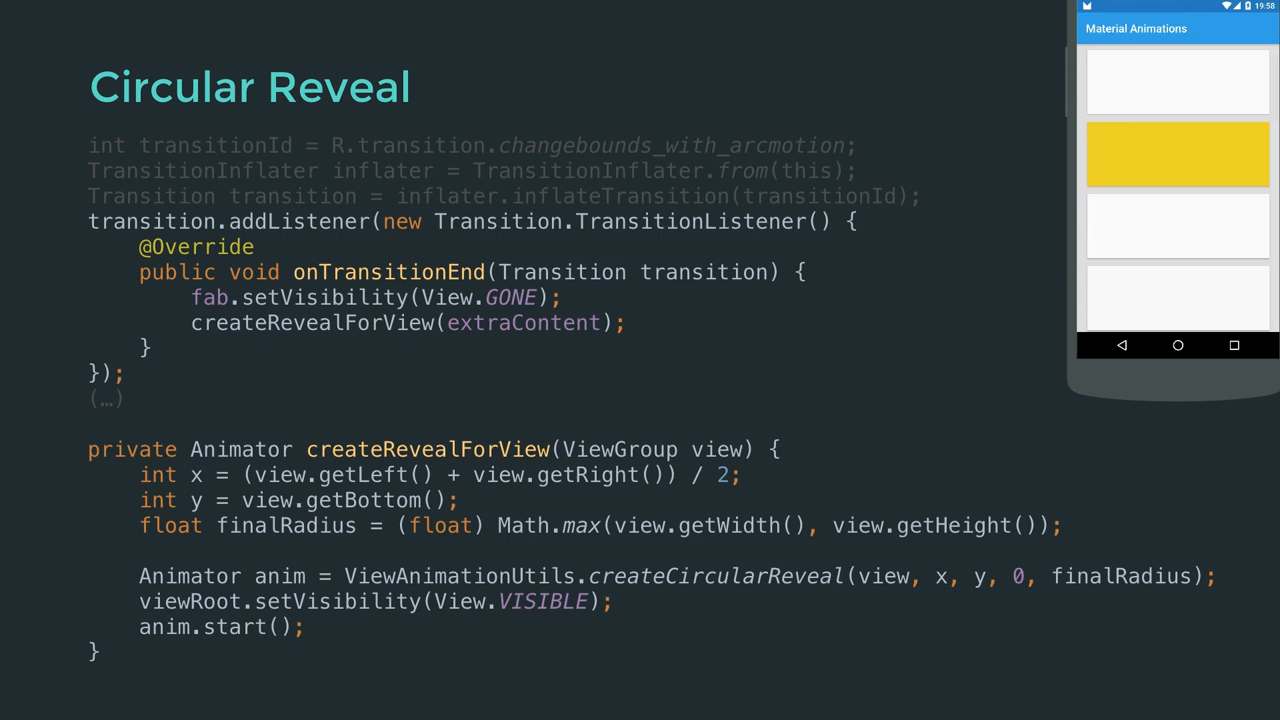 19:58
Material Animations
Circular Reveal
int transitionId = R.transition.changebounds_with_arcmotion;
TransitionInflater inflater = TransitionInflater.from(this);
Transition transition = inflater.inflateTransition(transitionId);
transition.addListener(new Transition.TransitionListener() {
    @Override
    public void onTransitionEnd(Transition transition) {
        fab.setVisibility(View.GONE);
        createRevealForView(extraContent);
    }
});
(…)
private Animator createRevealForView(ViewGroup view) {
    int x = (view.getLeft() + view.getRight()) / 2;
    int y = view.getBottom();
    float finalRadius = (float) Math.max(view.getWidth(), view.getHeight());
    Animator anim = ViewAnimationUtils.createCircularReveal(view, x, y, 0, finalRadius);
    viewRoot.setVisibility(View.VISIBLE);
    anim.start();
}